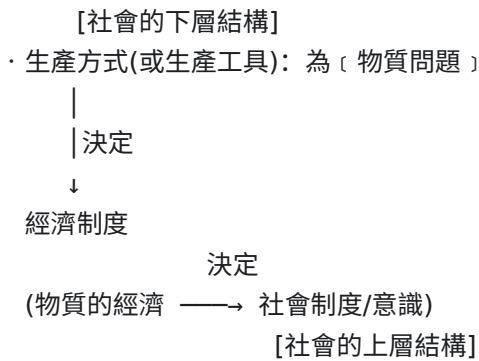 [社會的下層結構]
· 生產方式(或生產工具)：為﹝物質問題﹞
│
│決定
↓
經濟制度
決定
(物質的經濟 ───→ 社會制度/意識)
[社會的上層結構]